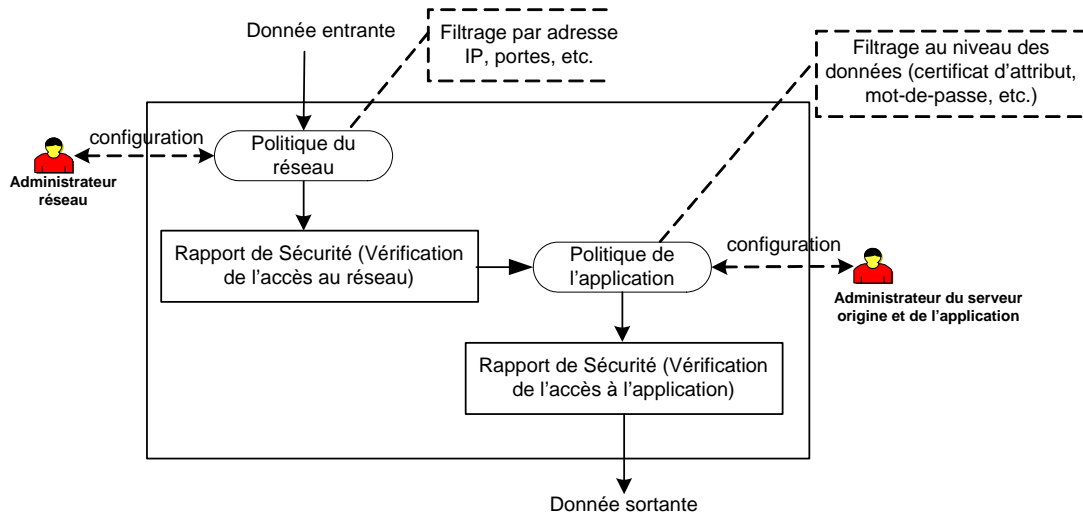 Donnée entrante
Filtrage par adresse
IP, portes, etc.
Filtrage au niveau des
données (certificat d'attribut,
mot-de-passe, etc.)
configuration
Politique du
réseau
Administrateur
réseau
Rapport de Sécurité (Vérification
de l'accès au réseau)
Politique de
l'application
configuration
Administrateur du serveur
origine et de l'application
Rapport de Sécurité (Vérification
de l'accès à l'application)
Donnée sortante